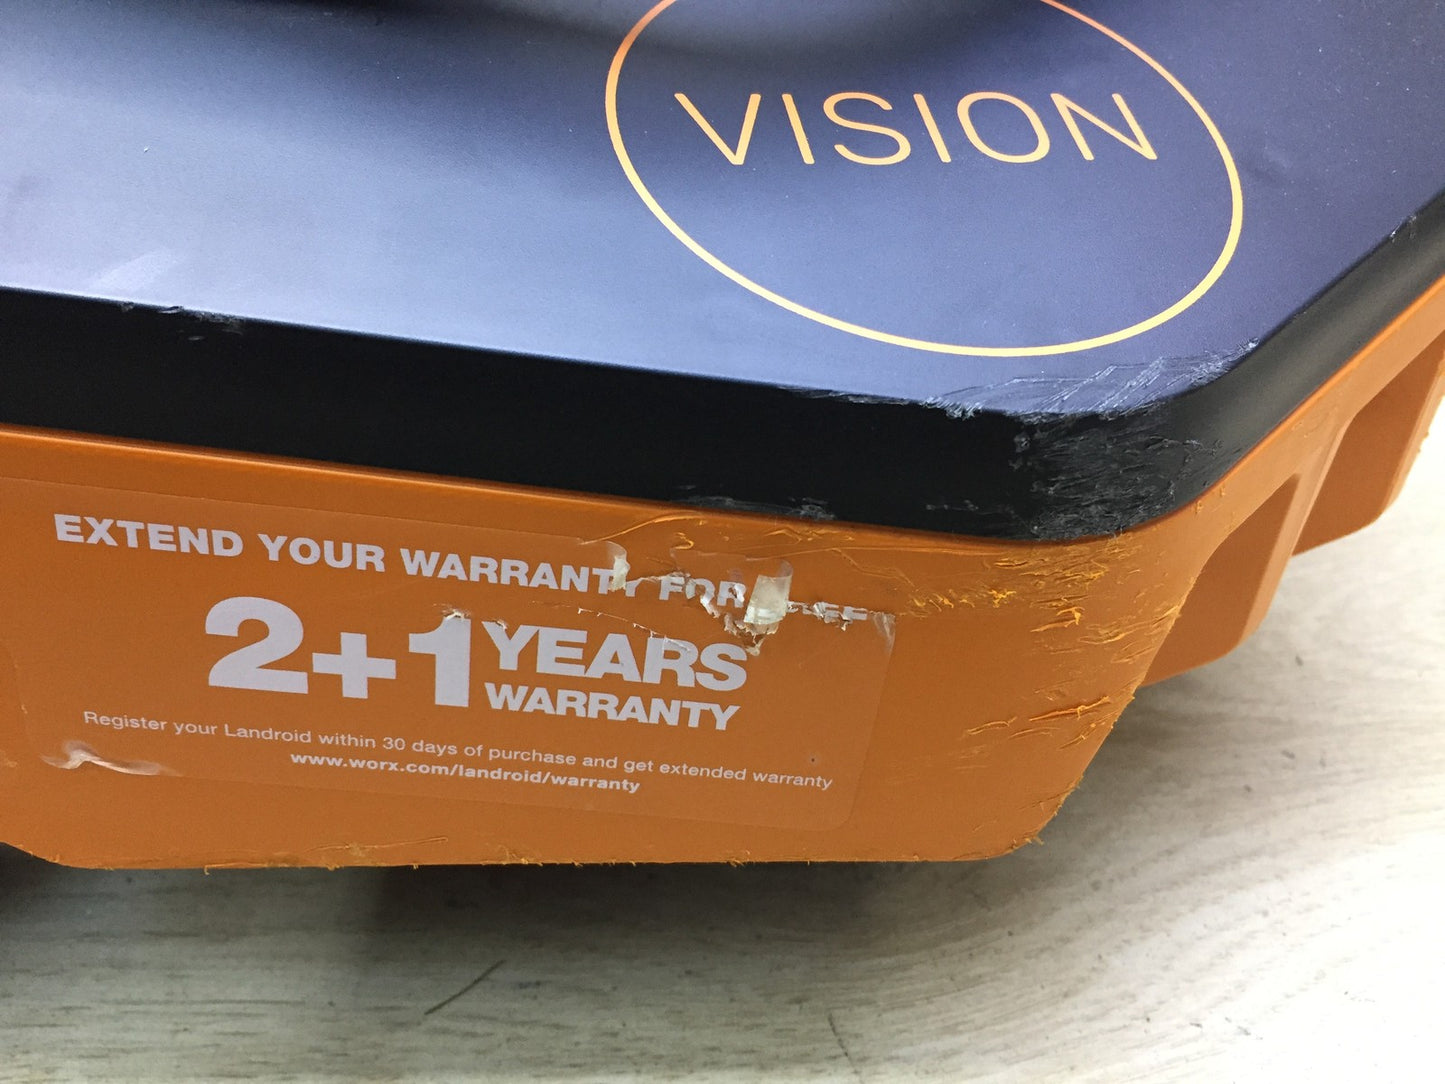 VISION
EXTEND YOUR WARRANTY FOR
2+1 YEARS
WARRANTY
Register your Landroid within 30 days of purchase and get extended warranty
www.worx.com/landroid/warranty